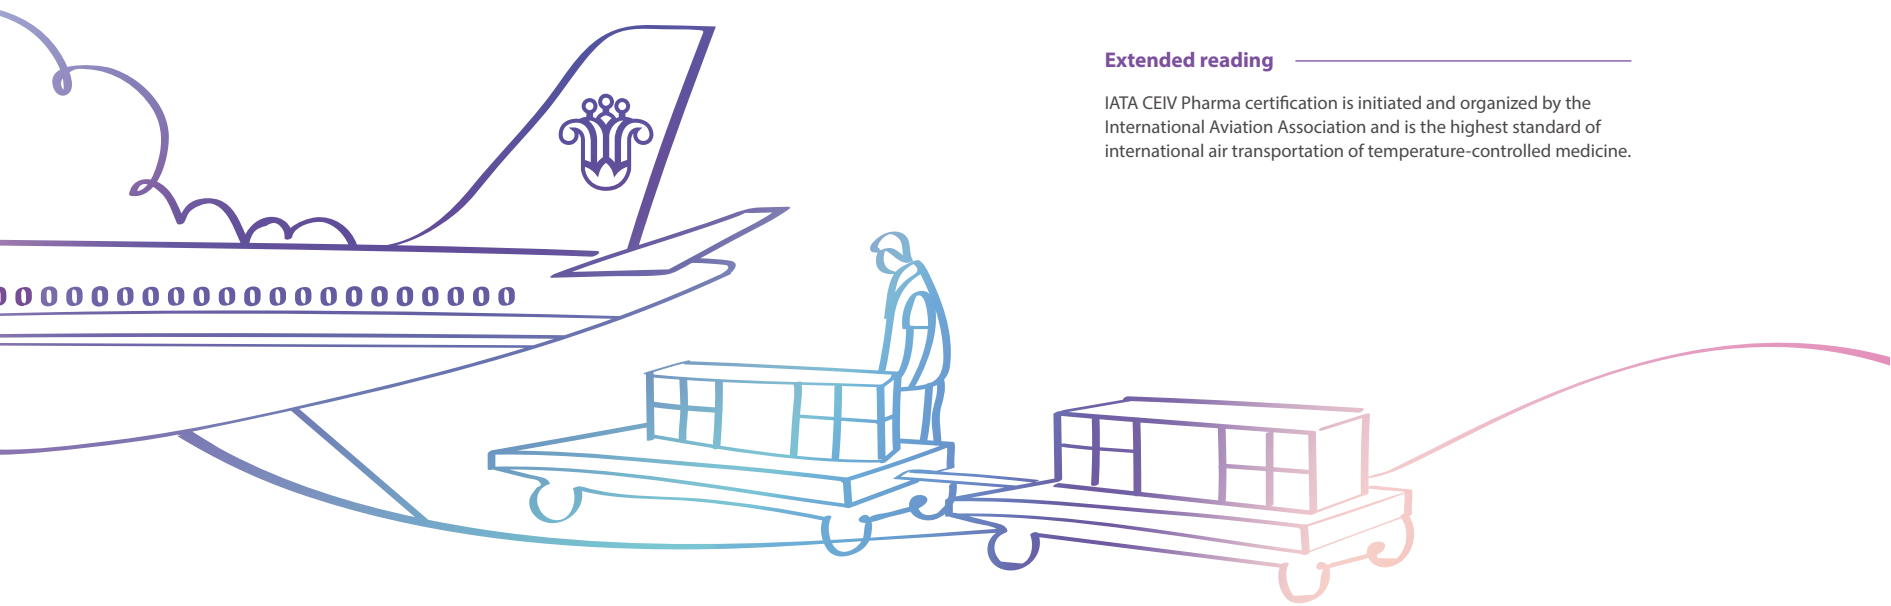 Extended reading
IATA CEIV Pharma certification is initiated and organized by the
International Aviation Association and is the highest standard of
international air transportation of temperature-controlled medicine.